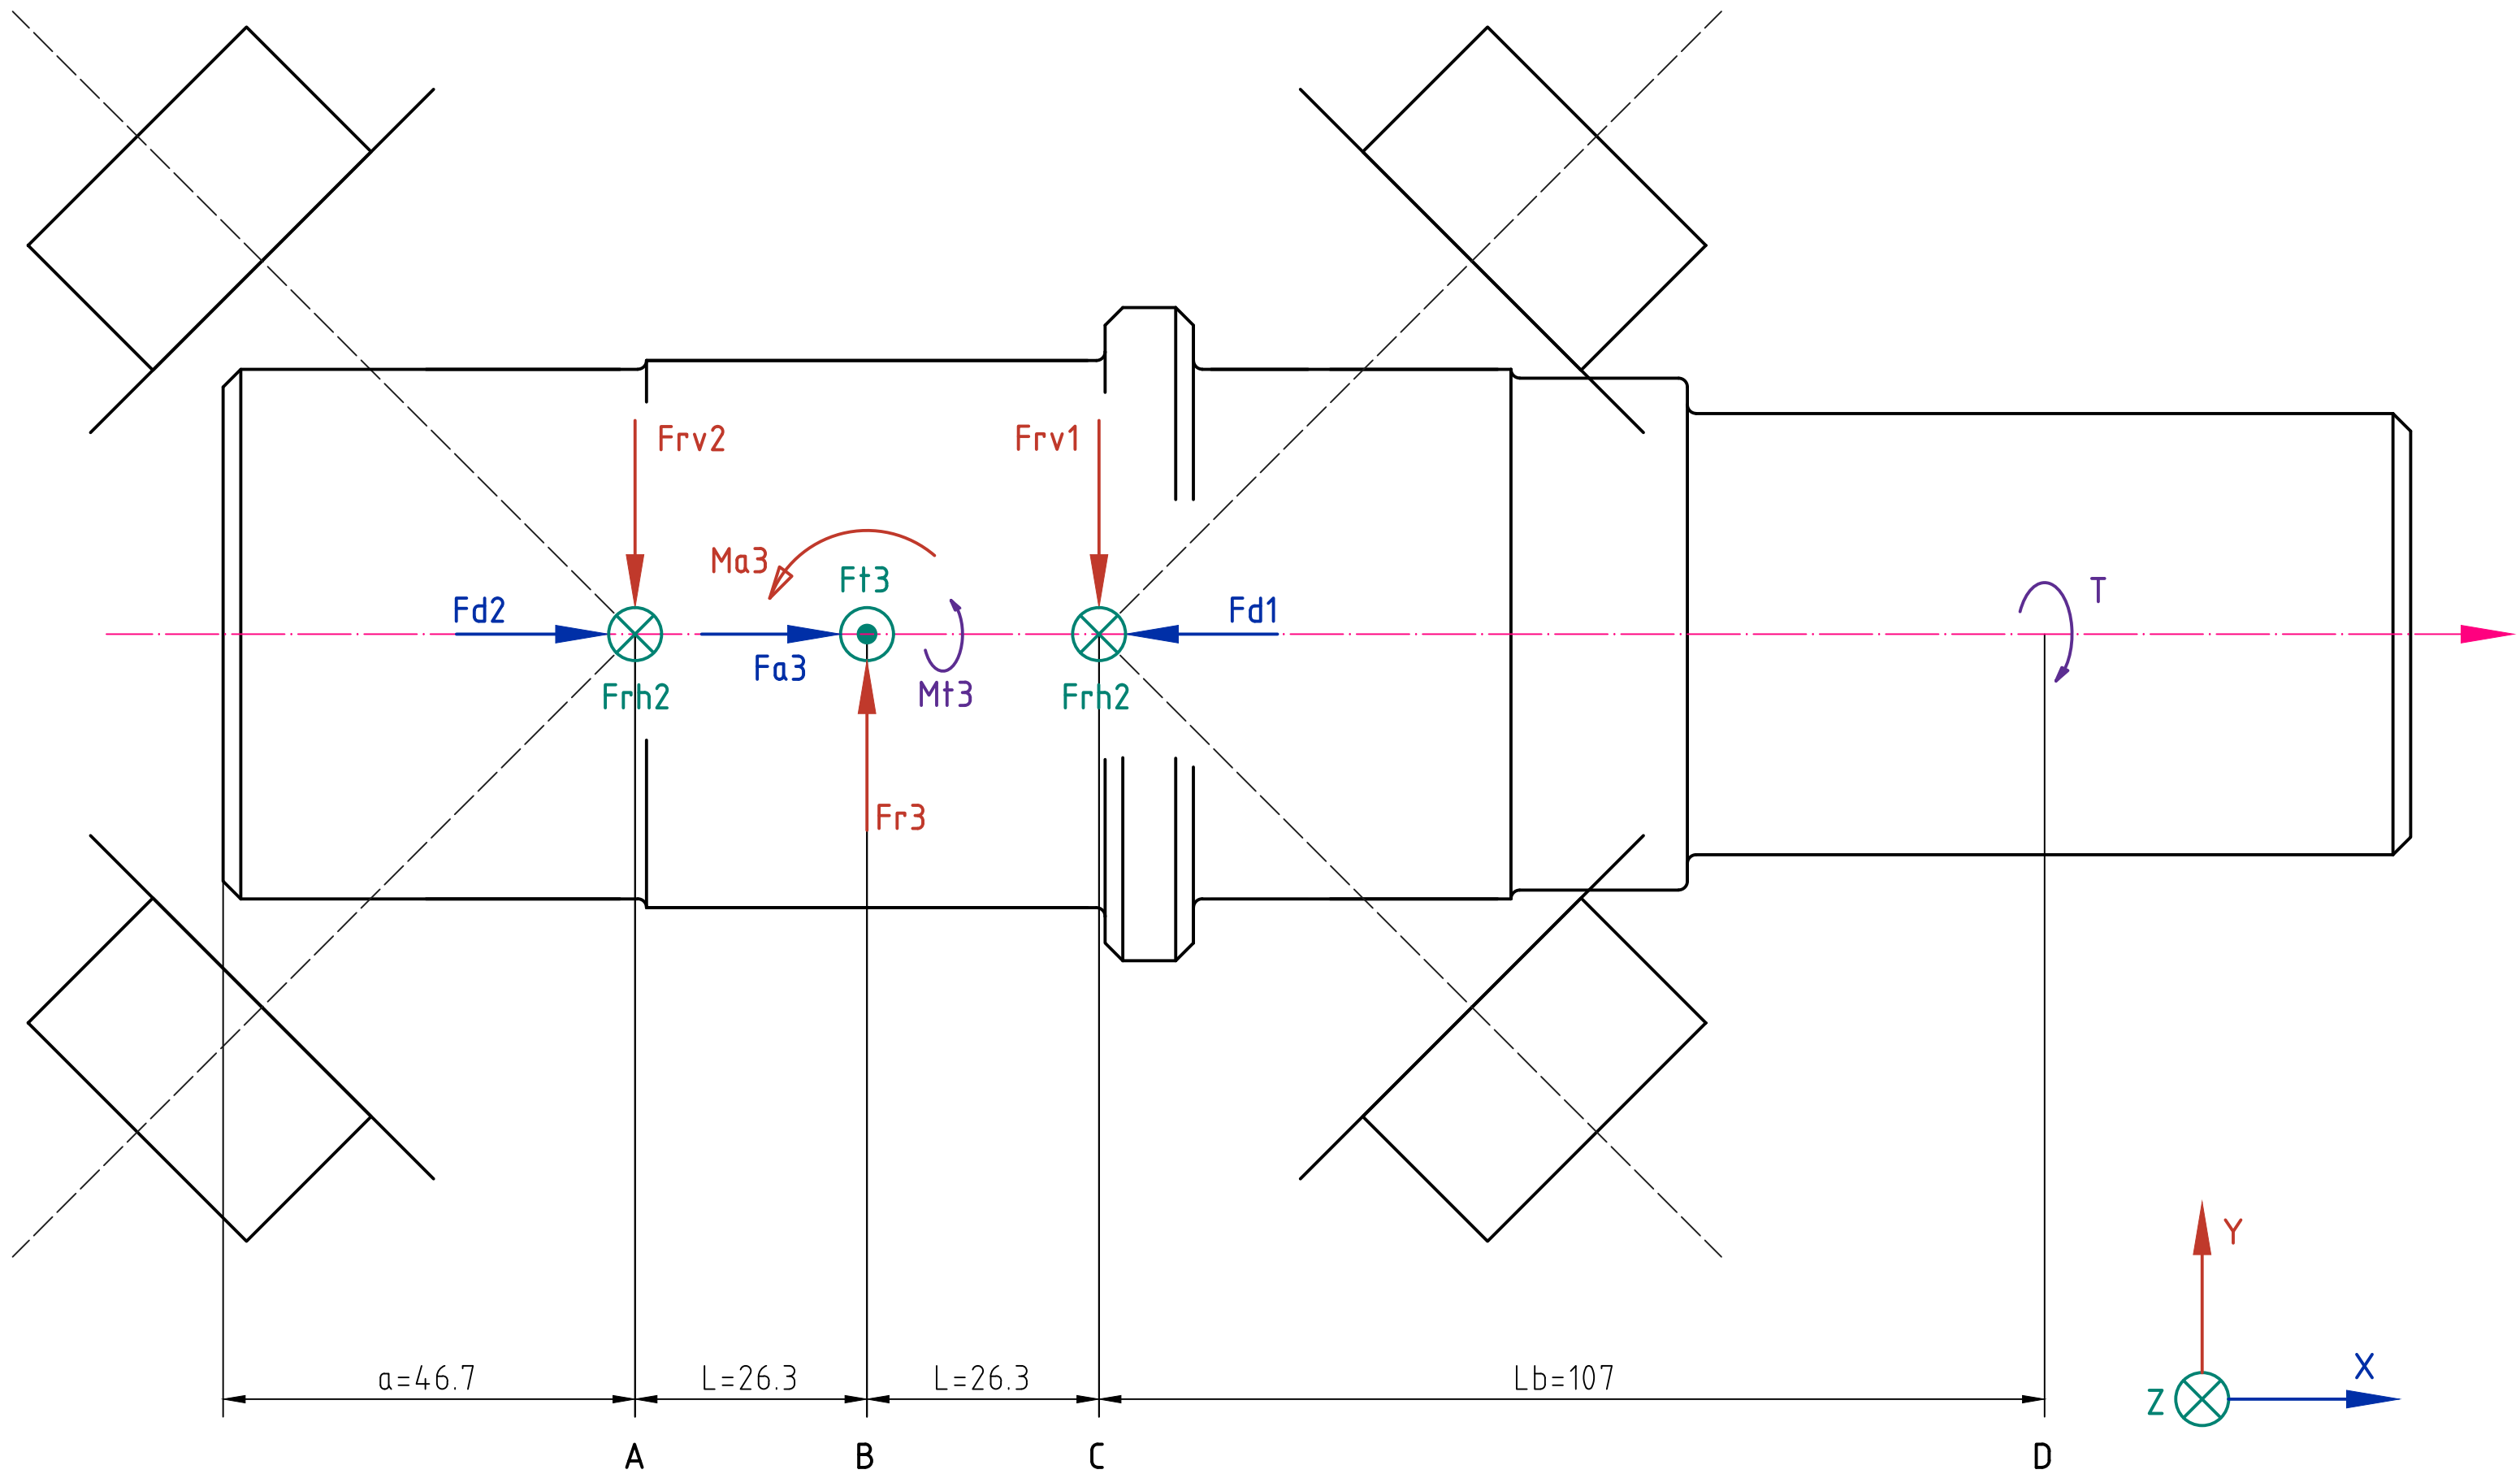 Frv2
Frv1
Ma3
Ft3
T
Fd2
Fd1
Fa3
Frh2
Mt3
Frh2
Fr3
Y
a=46.7
L=26.3
L=26.3
Lb=107
X
Z
A
B
C
D